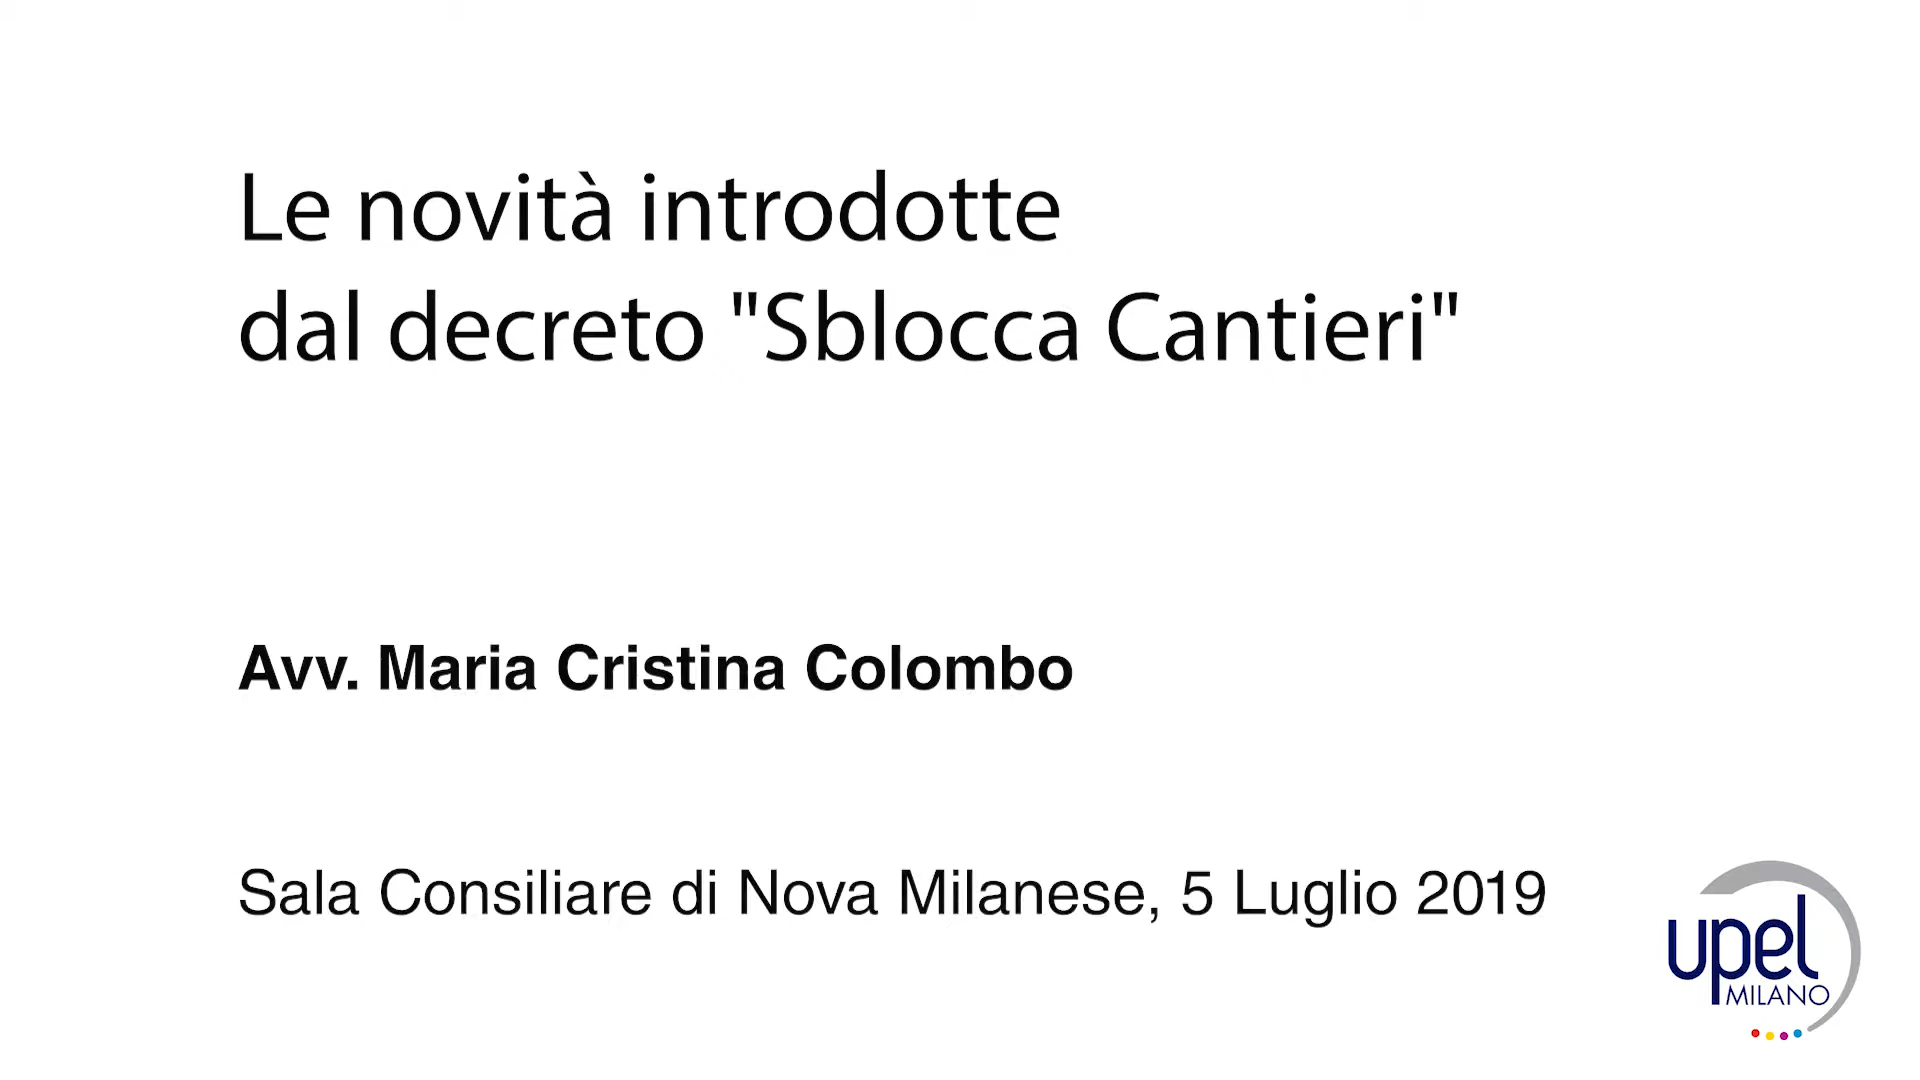 Le novità introdotte
dal decreto "Sblocca Cantieri"
Avv. Maria Cristina Colombo
Sala Consiliare di Nova Milanese, 5 Luglio 2019
upel
MILANO